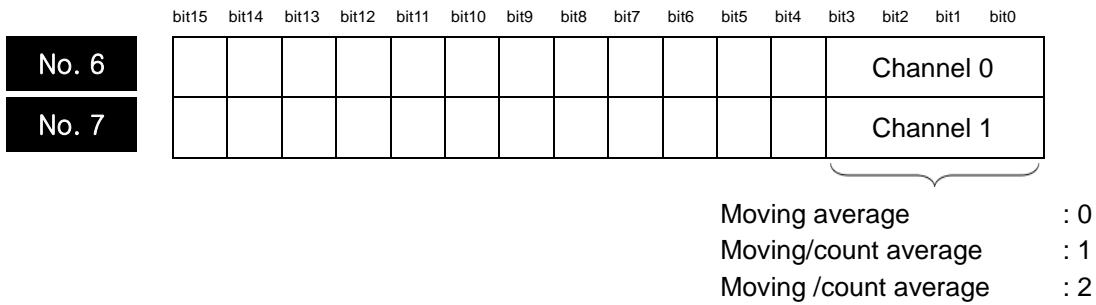 bit15 bit14 bit13 bit12 bit11 bit10 bit9 bit8 bit7 bit6 bit5 bit4 bit3 bit2 bit1 bit0
No. 6 Channel 0
No. 7 Channel 1
Moving average : 0
Moving/count average : 1
Moving /count average : 2